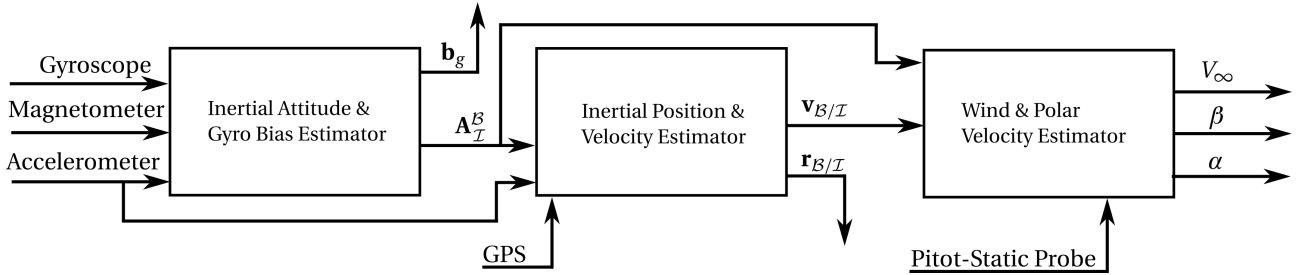 Gyroscope
Magnetometer
Accelerometer
Inertial Attitude &
Gyro Bias Estimator
b_g
A_I^B
GPS
Inertial Position &
Velocity Estimator
v_B/I
r_B/I
Pitot-Static Probe
Wind & Polar
Velocity Estimator
V_∞
β
α